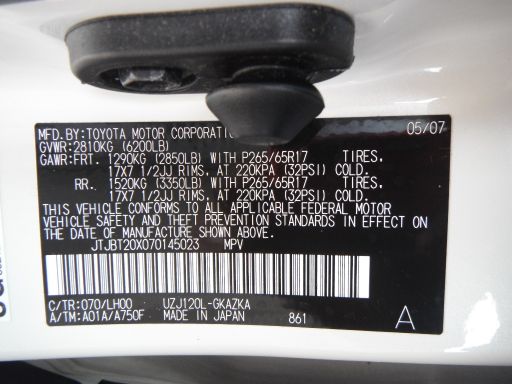 MFD.BY:TOYOTA MOTOR CORPORATION 05/07
GVWR:2810KG (6200LB)
GAWR:FRT. 1290KG (2850LB) WITH P265/65R17 TIRES,
17X7 1/2JJ RIMS, AT 220KPA (32PSI) COLD.
RR. 1520KG (3350LB) WITH P265/65R17 TIRES,
17X7 1/2JJ RIMS, AT 220KPA (32PSI) COLD.
THIS VEHICLE CONFORMS TO ALL APPLICABLE FEDERAL MOTOR
VEHICLE SAFETY AND THEFT PREVENTION STANDARDS IN EFFECT ON
THE DATE OF MANUFACTURE SHOWN ABOVE.
JTJBT20X070145023 MPV
C/TR:070/LH00 UZJ120L-GKAZKA
A/TM:A01A/A750F MADE IN JAPAN 861 A